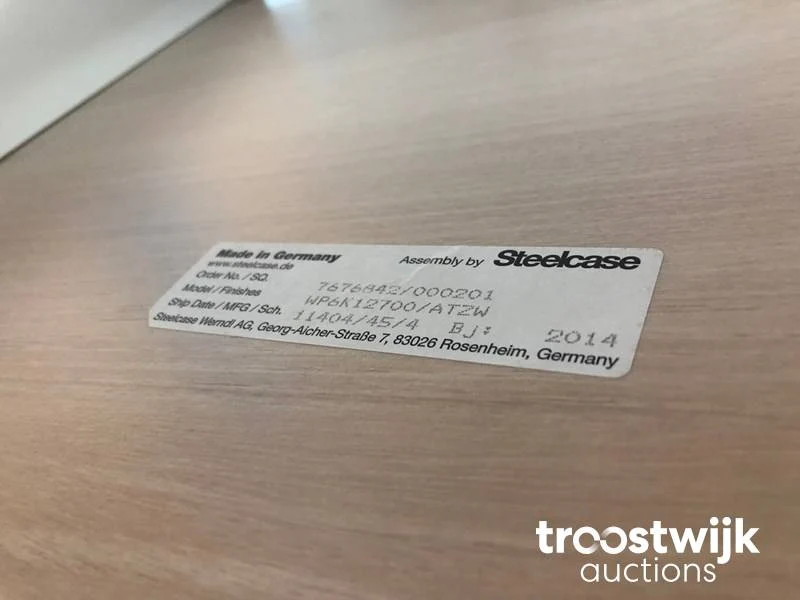 Made in Germany
Assembly by Steelcase
www.steelcase.de
Order No. / SQ. 7676842/000201
Model / Finishes WP6K12700/ATZW
Ship Date / MFG / Sch. 11404/45/4 Bj: 2014
Steelcase Werndl AG, Georg-Aicher-Straße 7, 83026 Rosenheim, Germany
troostwijk
auctions